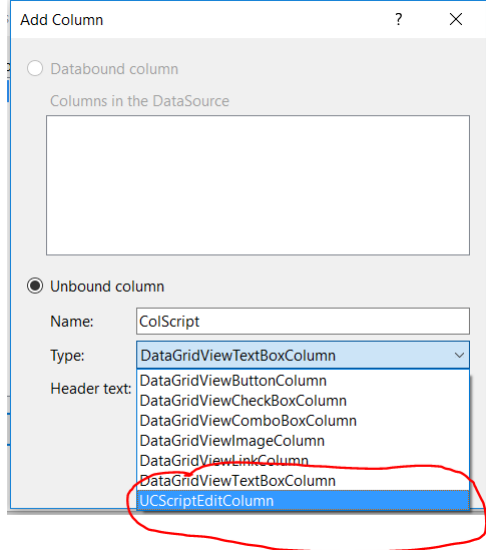 Add Column ? ×
Databound column
Columns in the DataSource
Unbound column
Name: ColScript
Type: DataGridViewTextBoxColumn
Header text:
DataGridViewButtonColumn
DataGridViewCheckBoxColumn
DataGridViewComboBoxColumn
DataGridViewImageColumn
DataGridViewLinkColumn
DataGridViewTextBoxColumn
UCScriptEditColumn